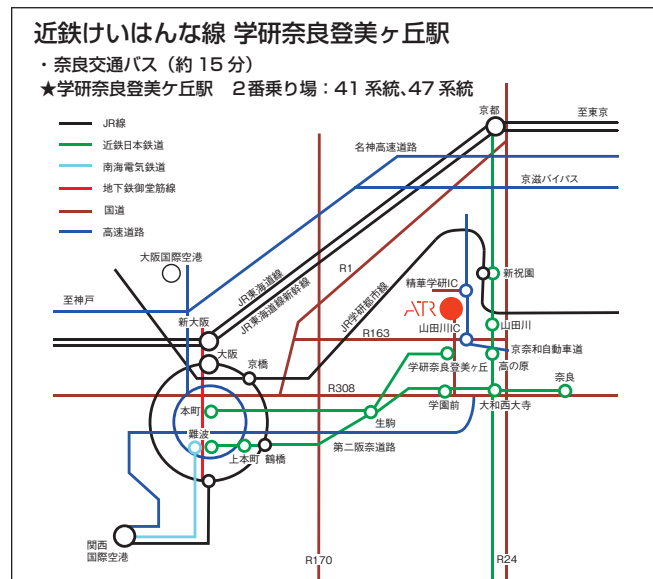 近鉄けいはんな線 学研奈良登美ヶ丘駅
・奈良交通バス（約 15 分）
★学研奈良登美ケ丘駅　２番乗り場：41 系統､47 系統
JR線
近鉄日本鉄道
南海電気鉄道
地下鉄御堂筋線
国道
高速道路
京都
至東京
名神高速道路
京滋バイパス
大阪国際空港
R1
JR東海道線
JR東海道線新幹線
JR学研都市線
精華学研IC
新祝園
至神戸
ATR
新大阪
山田川IC
山田川
R163
京奈和自動車道
大阪
京橋
学研奈良登美ヶ丘
高の原
R308
奈良
本町
生駒
学園前
大和西大寺
難波
上本町
鶴橋
第二阪奈道路
関西
国際空港
R170
R24